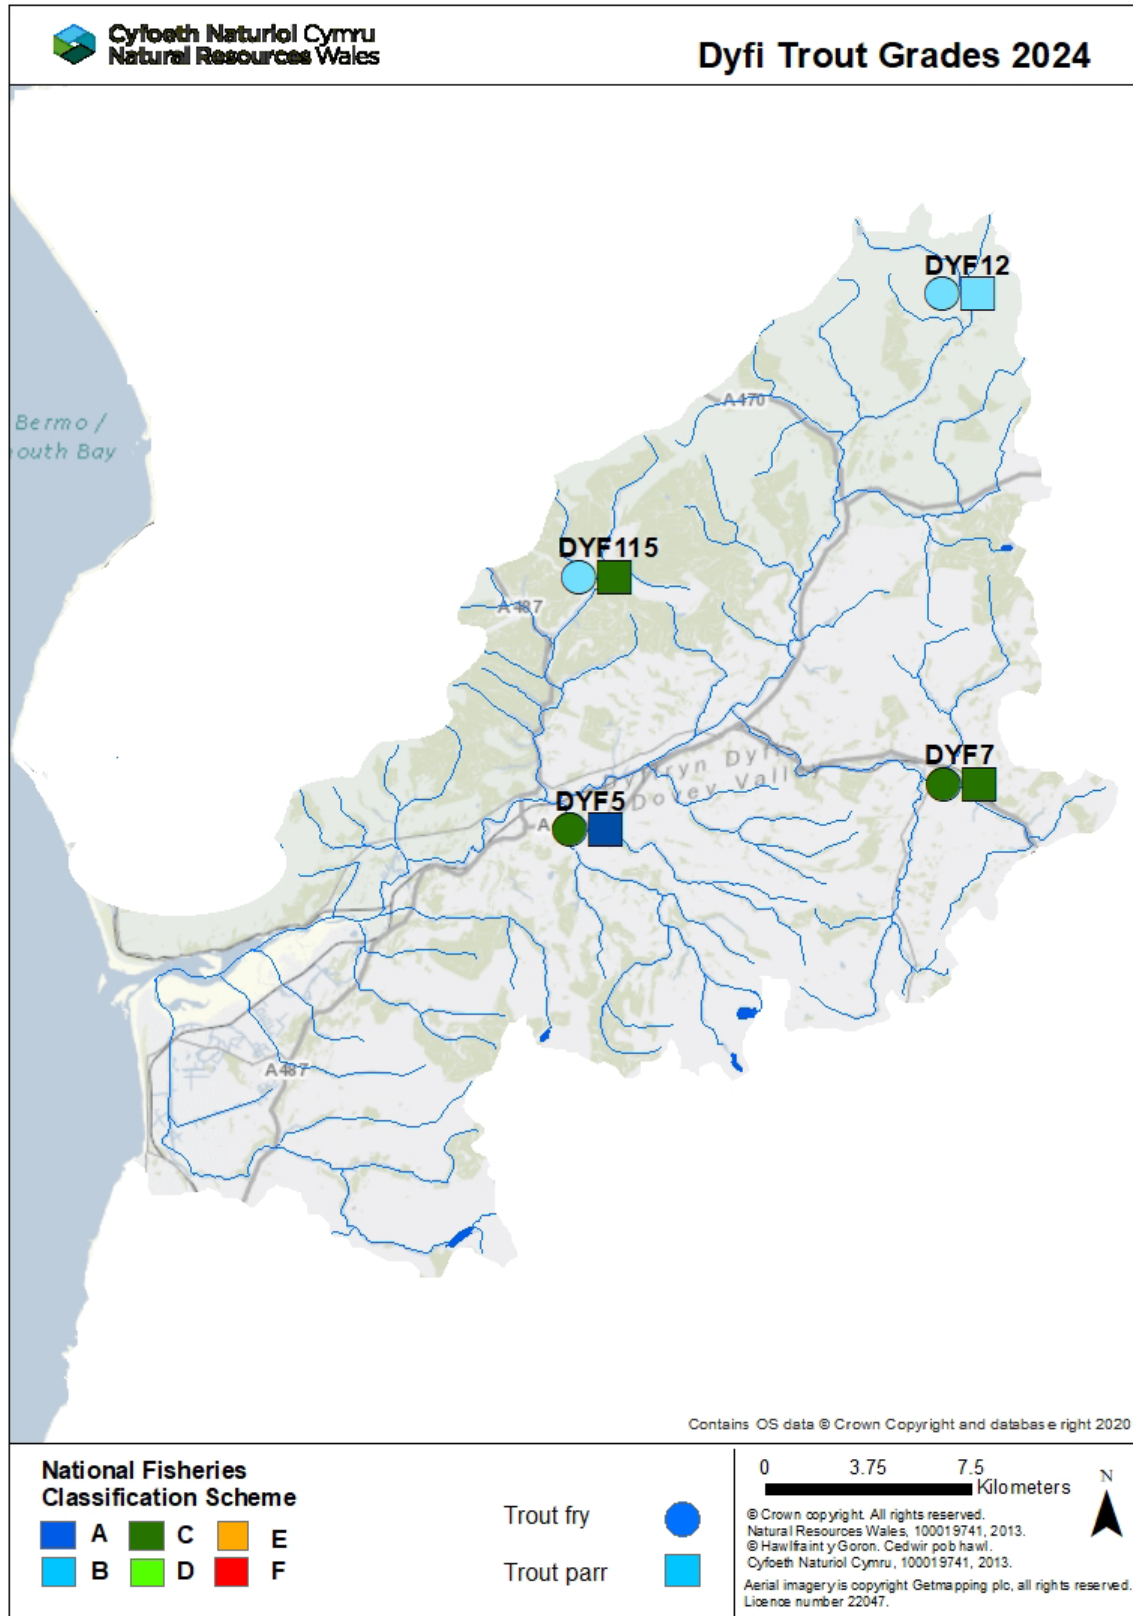 Cyfoeth Naturiol Cymru
Natural Resources Wales
Dyfi Trout Grades 2024
DYF12
A470
Bermo /
outh Bay
DYF115
A487
DYF7
Dyffryn Dyfi
Dovey Valley
DYF5
A
A487
Contains OS data © Crown Copyright and database right 2020
National Fisheries
Classification Scheme
A C E
B D F
Trout fry
Trout parr
0 3.75 7.5
Kilometers
N
© Crown copyright. All rights reserved.
Natural Resources Wales, 100019741, 2013.
© Hawlfraint y Goron. Cedwir pob hawl.
Cyfoeth Naturiol Cymru, 100019741, 2013.
Aerial imagery is copyright Getmapping plc, all rights reserved.
Licence number 22047.